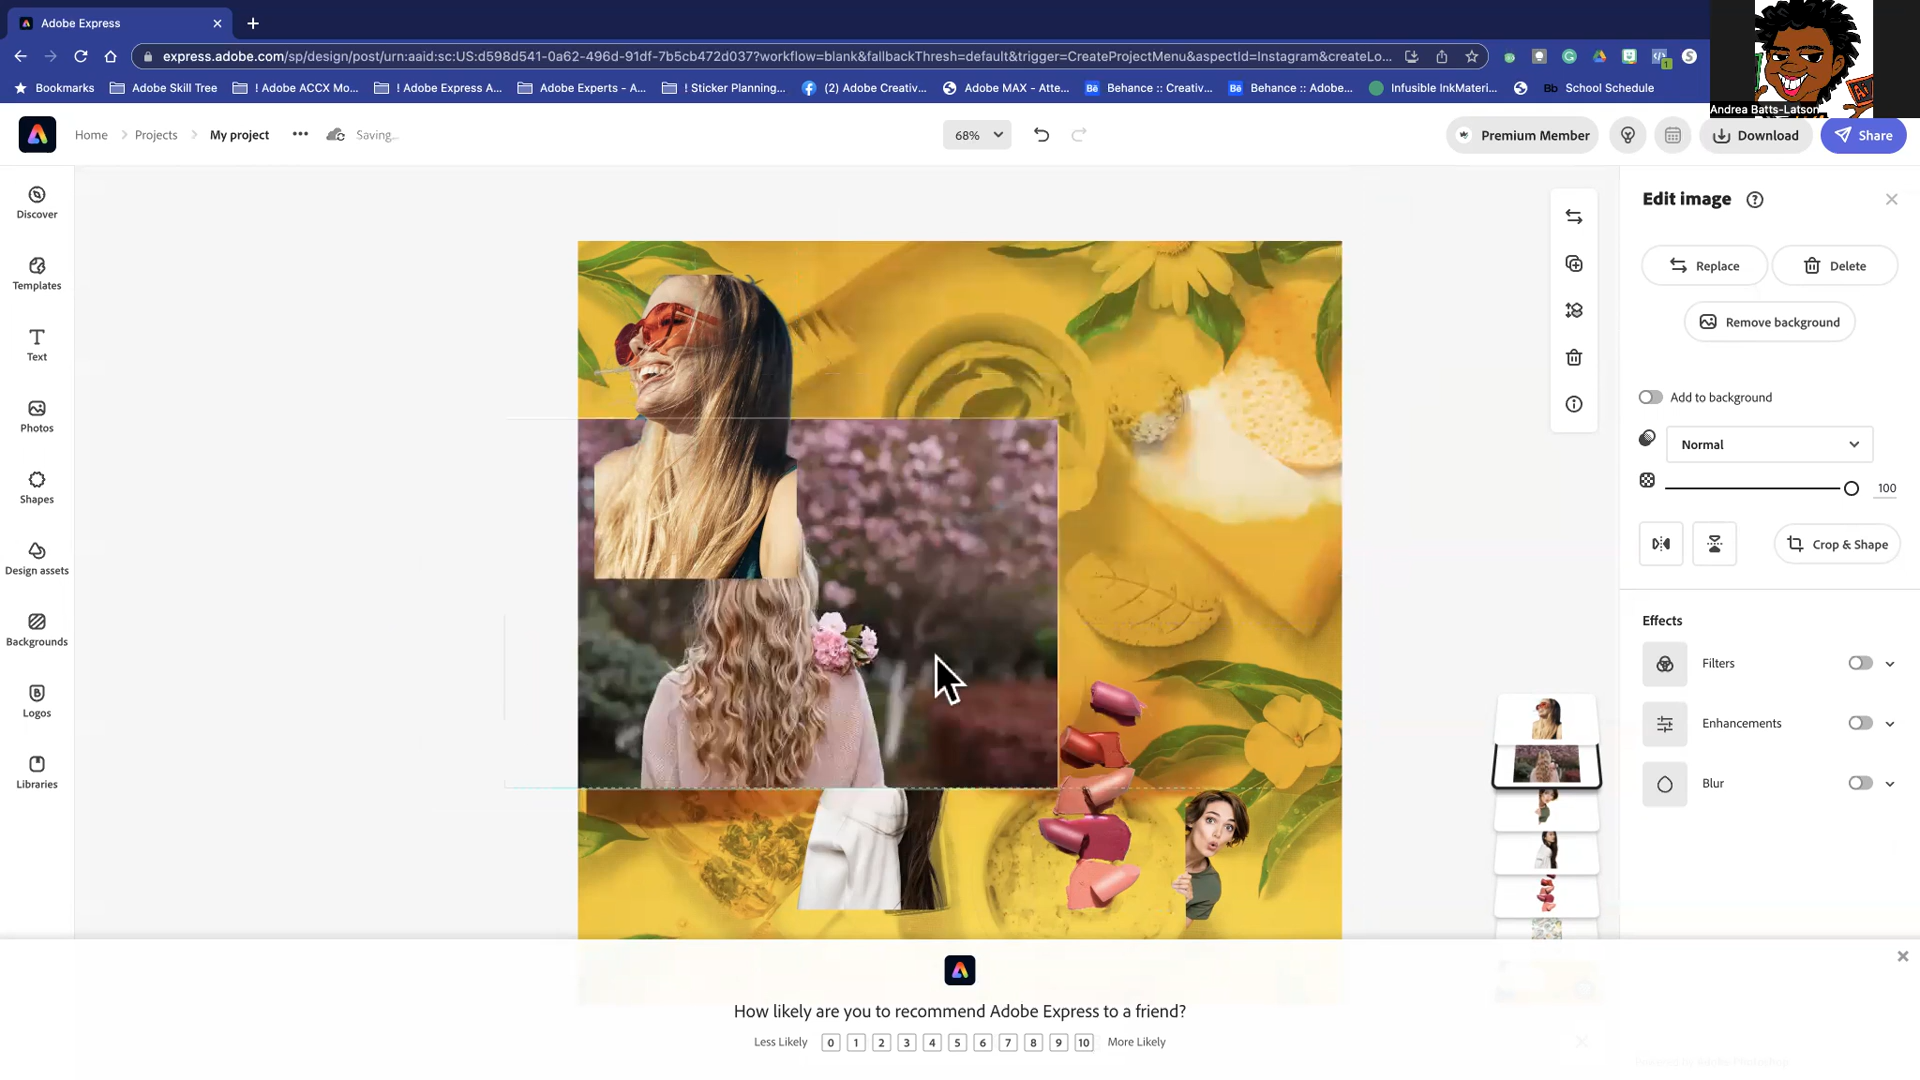 Adobe Express
express.adobe.com/sp/design/post/urn:aaid:sc:US:d598d541-0a62-496d-91df-7b5cb472d037?workflow=blank&fallbackThresh=default&trigger=CreateProjectMenu&aspectId=Instagram&createLo...
1
Bookmarks
Adobe Skill Tree
! Adobe ACCX Mo...
! Adobe Express A...
Adobe Experts - A...
! Sticker Planning...
(2) Adobe Creativ...
Adobe MAX - Atte...
Behance :: Creativ...
Behance :: Adobe...
Infusible InkMateri...
Bb School Schedule
Andrea Batts-Latson
Home
Projects
My project
Saving...
68%
Premium Member
Download
Share
Discover
Templates
Text
Photos
Shapes
Design assets
Backgrounds
Logos
Libraries
Edit image
Replace
Delete
Remove background
Add to background
Normal
100
Crop & Shape
Effects
Filters
Enhancements
Blur
How likely are you to recommend Adobe Express to a friend?
Less Likely 0 1 2 3 4 5 6 7 8 9 10 More Likely